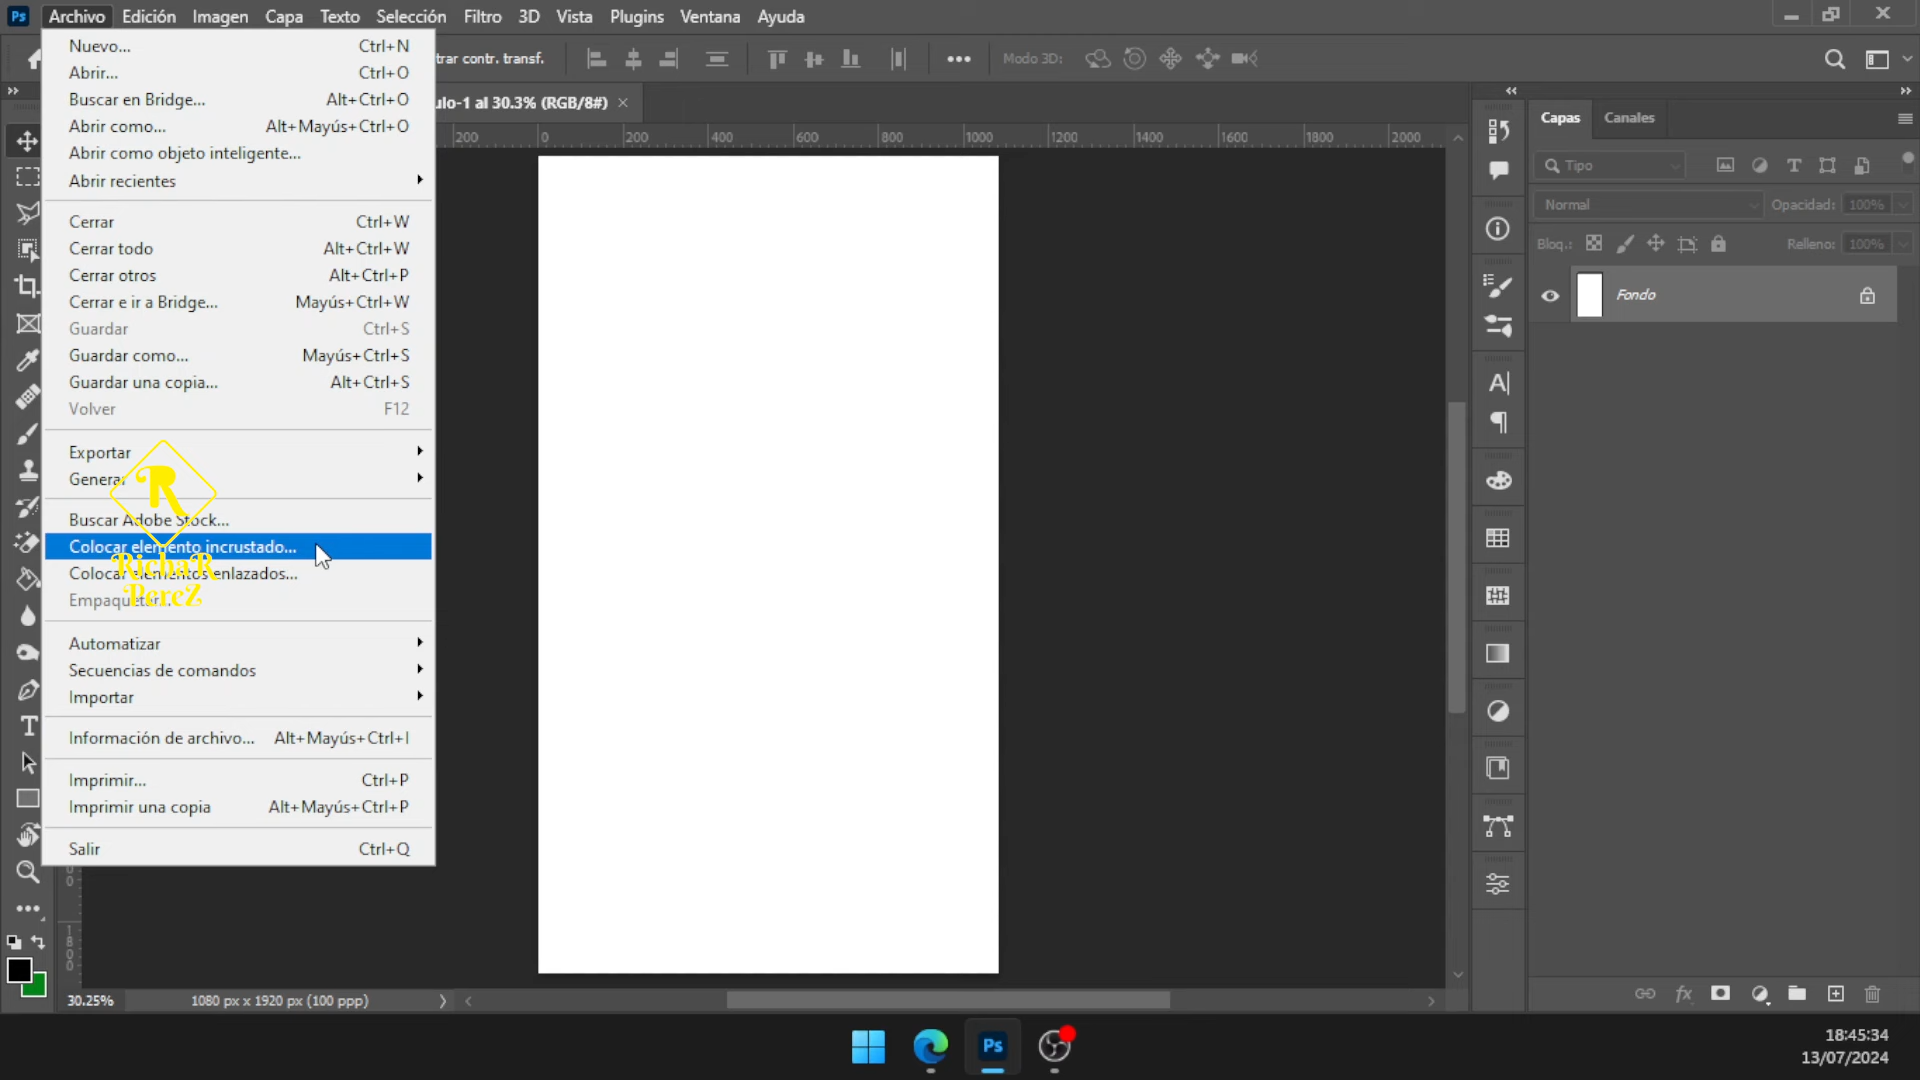 Ps Archivo Edición Imagen Capa Texto Selección Filtro 3D Vista Plugins Ventana Ayuda
trar contr. transf. Modo 3D:
ulo-1 al 30.3% (RGB/8#) ×
200 0 200 400 600 800 1000 1200 1400 1600 1800 2000
Nuevo... Ctrl+N
Abrir... Ctrl+O
Buscar en Bridge... Alt+Ctrl+O
Abrir como... Alt+Mayús+Ctrl+O
Abrir como objeto inteligente...
Abrir recientes
Cerrar Ctrl+W
Cerrar todo Alt+Ctrl+W
Cerrar otros Alt+Ctrl+P
Cerrar e ir a Bridge... Mayús+Ctrl+W
Guardar Ctrl+S
Guardar como... Mayús+Ctrl+S
Guardar una copia... Alt+Ctrl+S
Volver F12
Exportar
Generar
Buscar Adobe Stock...
Colocar elemento incrustado...
Colocar elementos enlazados...
Empaquetar...
Automatizar
Secuencias de comandos
Importar
Información de archivo... Alt+Mayús+Ctrl+I
Imprimir... Ctrl+P
Imprimir una copia Alt+Mayús+Ctrl+P
Salir Ctrl+Q
R
RichaR
PereZ
Capas Canales
Tipo
Normal Opacidad: 100%
Bloq.: Relleno: 100%
Fondo
fx
1800
30.25% 1080 px x 1920 px (100 ppp)
Ps
18:45:34
13/07/2024